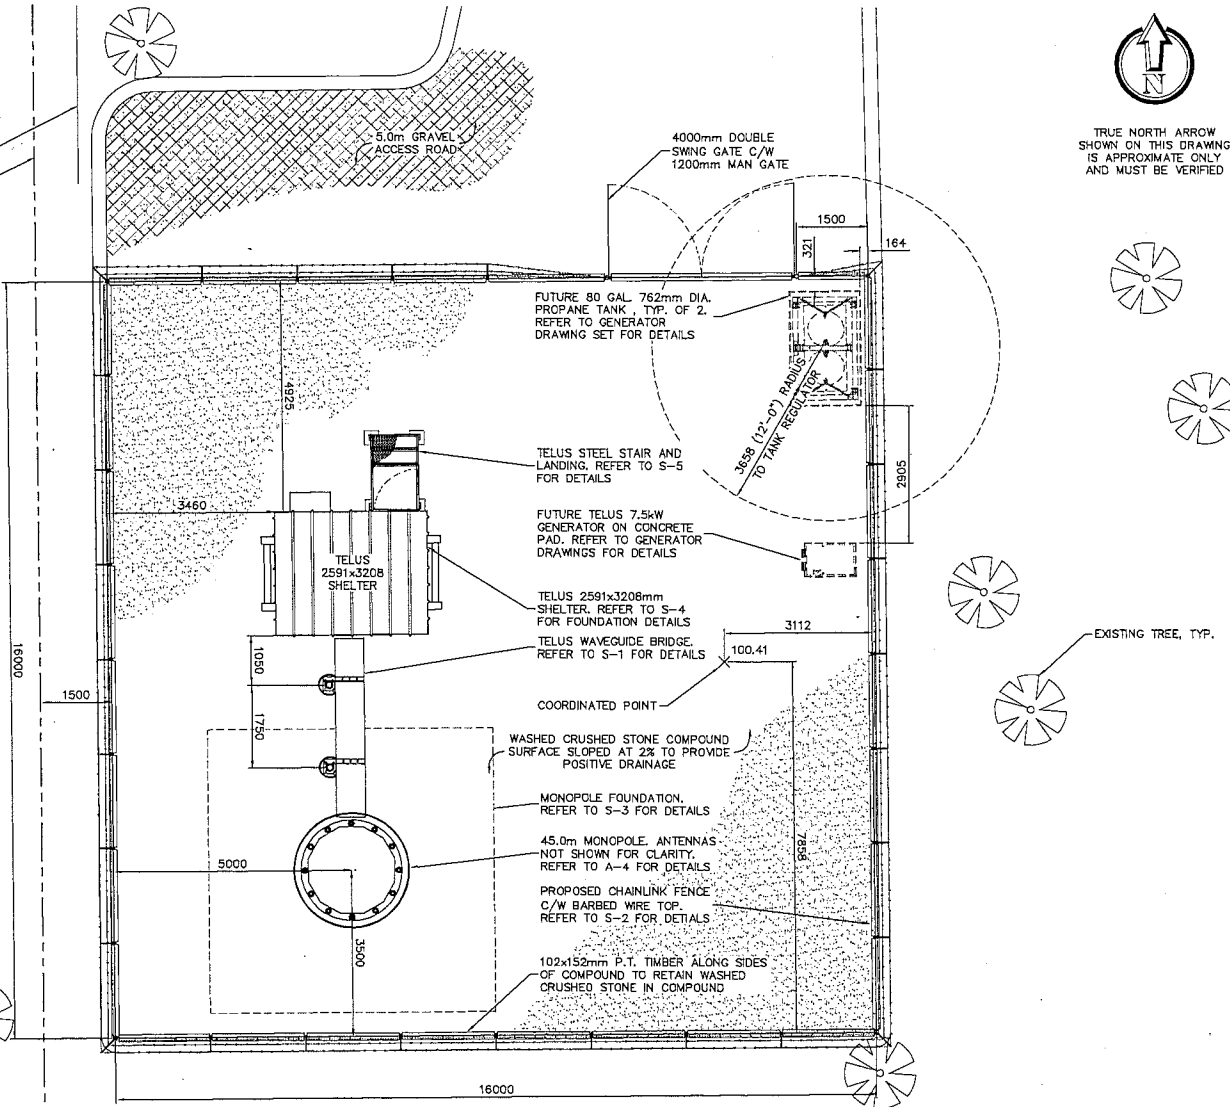 N
TRUE NORTH ARROW
SHOWN ON THIS DRAWING
IS APPROXIMATE ONLY
AND MUST BE VERIFIED
5.0m GRAVEL
ACCESS ROAD
4000mm DOUBLE
SWING GATE C/W
1200mm MAN GATE
1500
321
164
FUTURE 80 GAL. 762mm DIA.
PROPANE TANK , TYP. OF 2.
REFER TO GENERATOR
DRAWING SET FOR DETAILS
3658 (12'-0") RADIUS
TO TANK REGULATOR
4925
TELUS STEEL STAIR AND
LANDING. REFER TO S-5
FOR DETAILS
2905
3460
FUTURE TELUS 7.5kW
GENERATOR ON CONCRETE
PAD. REFER TO GENERATOR
DRAWINGS FOR DETAILS
TELUS
2591x3208
SHELTER
TELUS 2591x3208mm
SHELTER. REFER TO S-4
FOR FOUNDATION DETAILS
3112
EXISTING TREE, TYP.
TELUS WAVEGUIDE BRIDGE.
REFER TO S-1 FOR DETAILS
100.41
16000
1050
1500
1750
COORDINATED POINT
WASHED CRUSHED STONE COMPOUND
SURFACE SLOPED AT 2% TO PROVIDE
POSITIVE DRAINAGE
MONOPOLE FOUNDATION.
REFER TO S-3 FOR DETAILS
45.0m MONOPOLE. ANTENNAS
NOT SHOWN FOR CLARITY.
REFER TO A-4 FOR DETAILS
7858
5000
PROPOSED CHAINLINK FENCE
C/W BARBED WIRE TOP.
REFER TO S-2 FOR DETIALS
3500
102x152mm P.T. TIMBER ALONG SIDES
OF COMPOUND TO RETAIN WASHED
CRUSHED STONE IN COMPOUND
16000